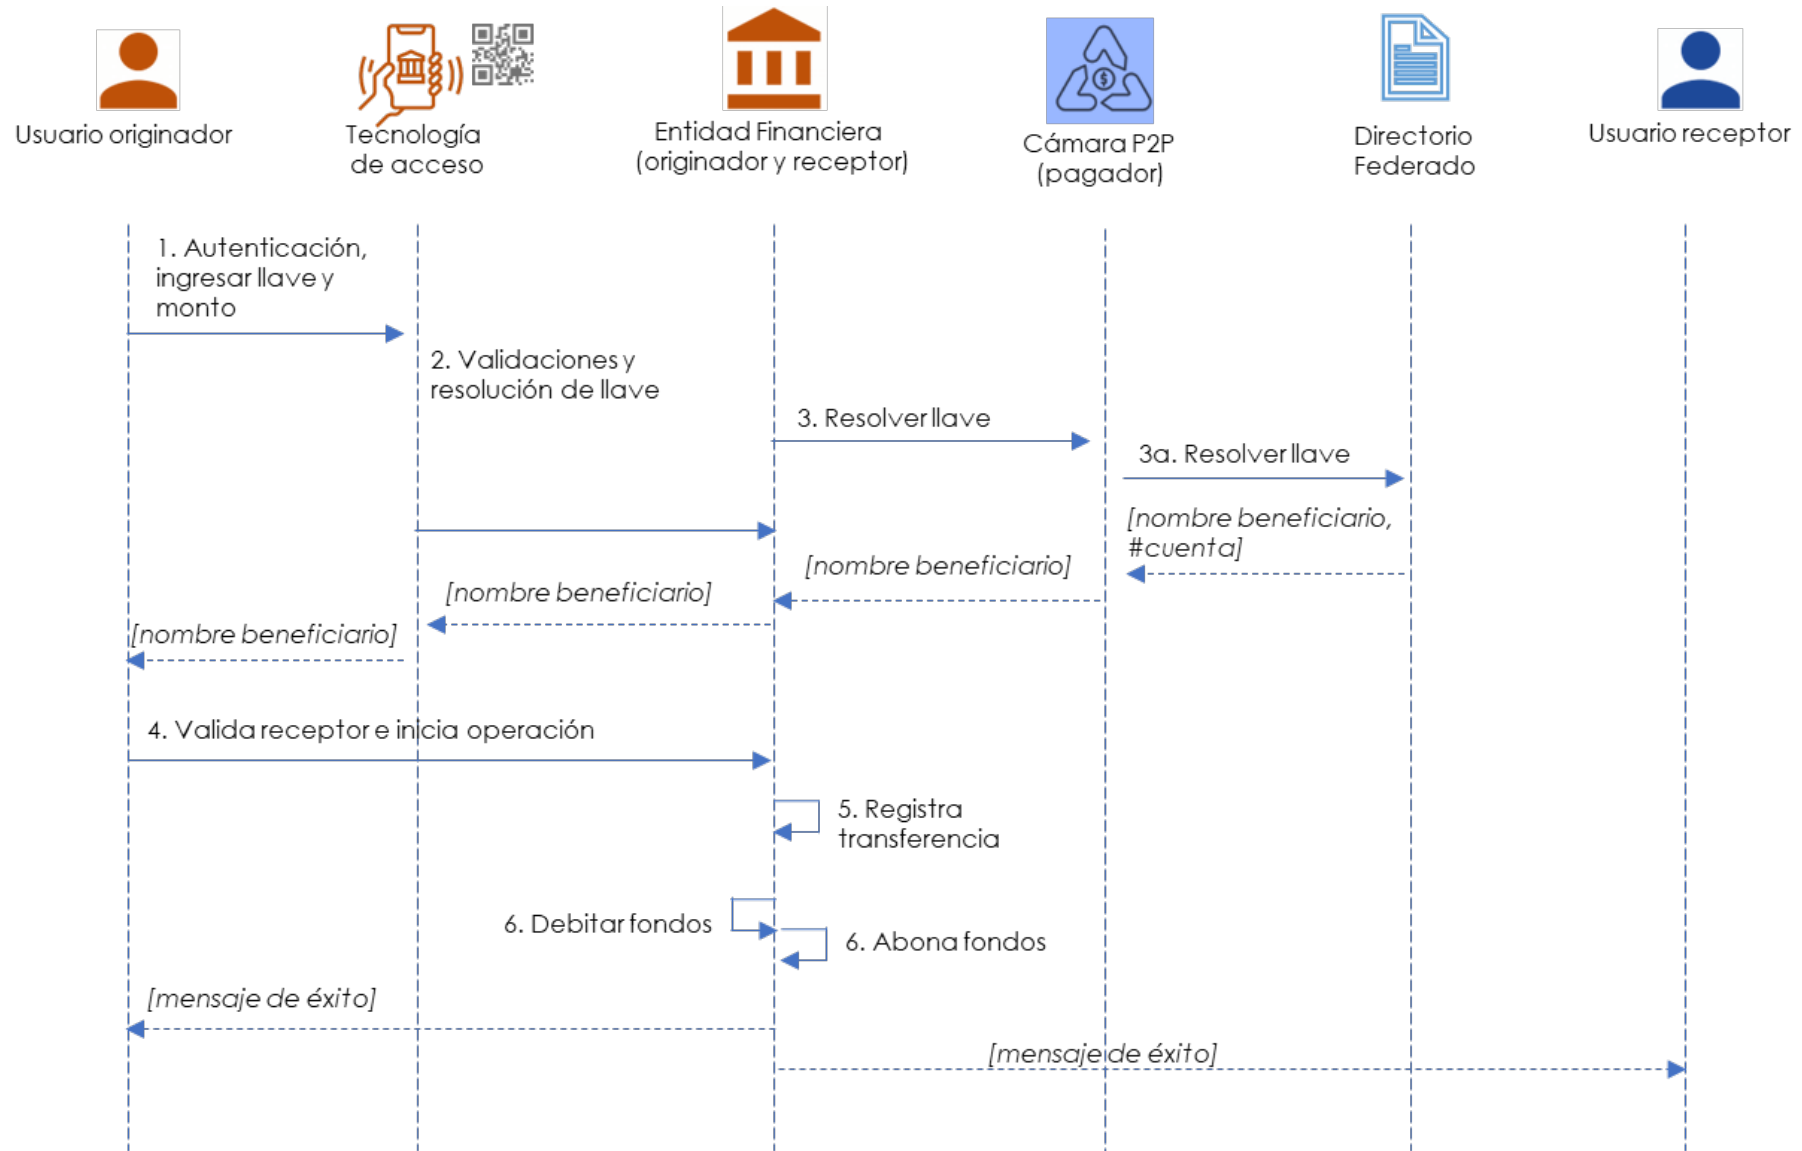 Usuario originador
Tecnología
de acceso
Entidad Financiera
(originador y receptor)
Cámara P2P
(pagador)
Directorio
Federado
Usuario receptor
1. Autenticación,
ingresar llave y
monto
2. Validaciones y
resolución de llave
3. Resolver llave
3a. Resolver llave
[nombre beneficiario,
#cuenta]
[nombre beneficiario]
[nombre beneficiario]
[nombre beneficiario]
4. Valida receptor e inicia operación
5. Registra
transferencia
6. Debitar fondos
6. Abona fondos
[mensaje de éxito]
[mensaje de éxito]